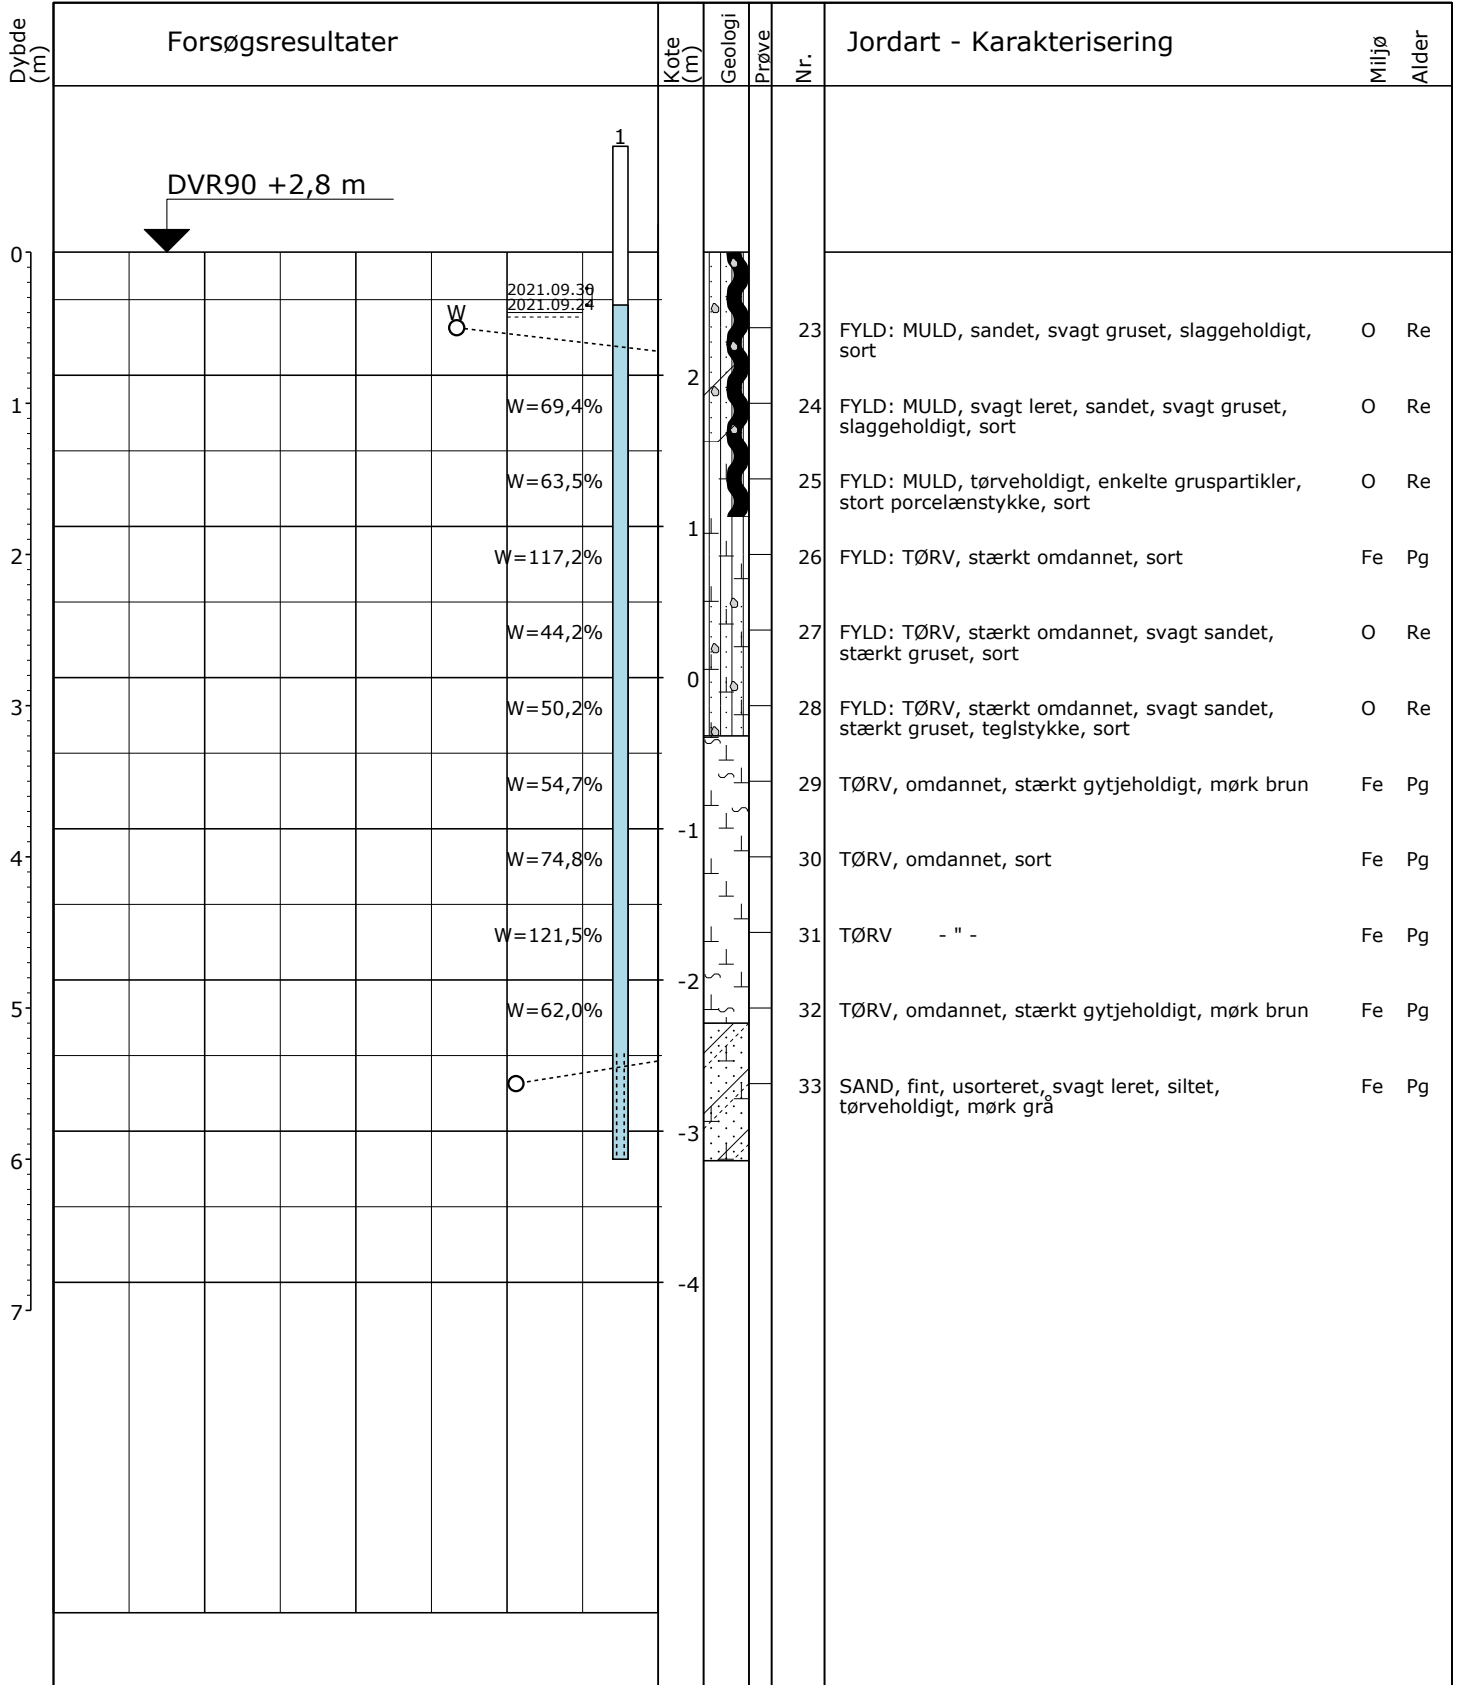 Dybde
(m)
Forsøgsresultater
Kote
(m)
Geologi
Prøve
Nr.
Jordart - Karakterisering
Miljø
Alder
1
DVR90 +2,8 m
0
2021.09.30
2021.09.24
W
23 FYLD: MULD, sandet, svagt gruset, slaggeholdigt, O Re
sort
2
1 W=69,4% 24 FYLD: MULD, svagt leret, sandet, svagt gruset, O Re
slaggeholdigt, sort
W=63,5% 25 FYLD: MULD, tørveholdigt, enkelte gruspartikler, O Re
stort porcelænstykke, sort
1
2 W=117,2% 26 FYLD: TØRV, stærkt omdannet, sort Fe Pg
W=44,2% 27 FYLD: TØRV, stærkt omdannet, svagt sandet, O Re
stærkt gruset, sort
0
3 W=50,2% 28 FYLD: TØRV, stærkt omdannet, svagt sandet, O Re
stærkt gruset, teglstykke, sort
W=54,7% 29 TØRV, omdannet, stærkt gytjeholdigt, mørk brun Fe Pg
-1
4 W=74,8% 30 TØRV, omdannet, sort Fe Pg
W=121,5% 31 TØRV - " - Fe Pg
-2
5 W=62,0% 32 TØRV, omdannet, stærkt gytjeholdigt, mørk brun Fe Pg
33 SAND, fint, usorteret, svagt leret, siltet, Fe Pg
tørveholdigt, mørk grå
-3
6
-4
7